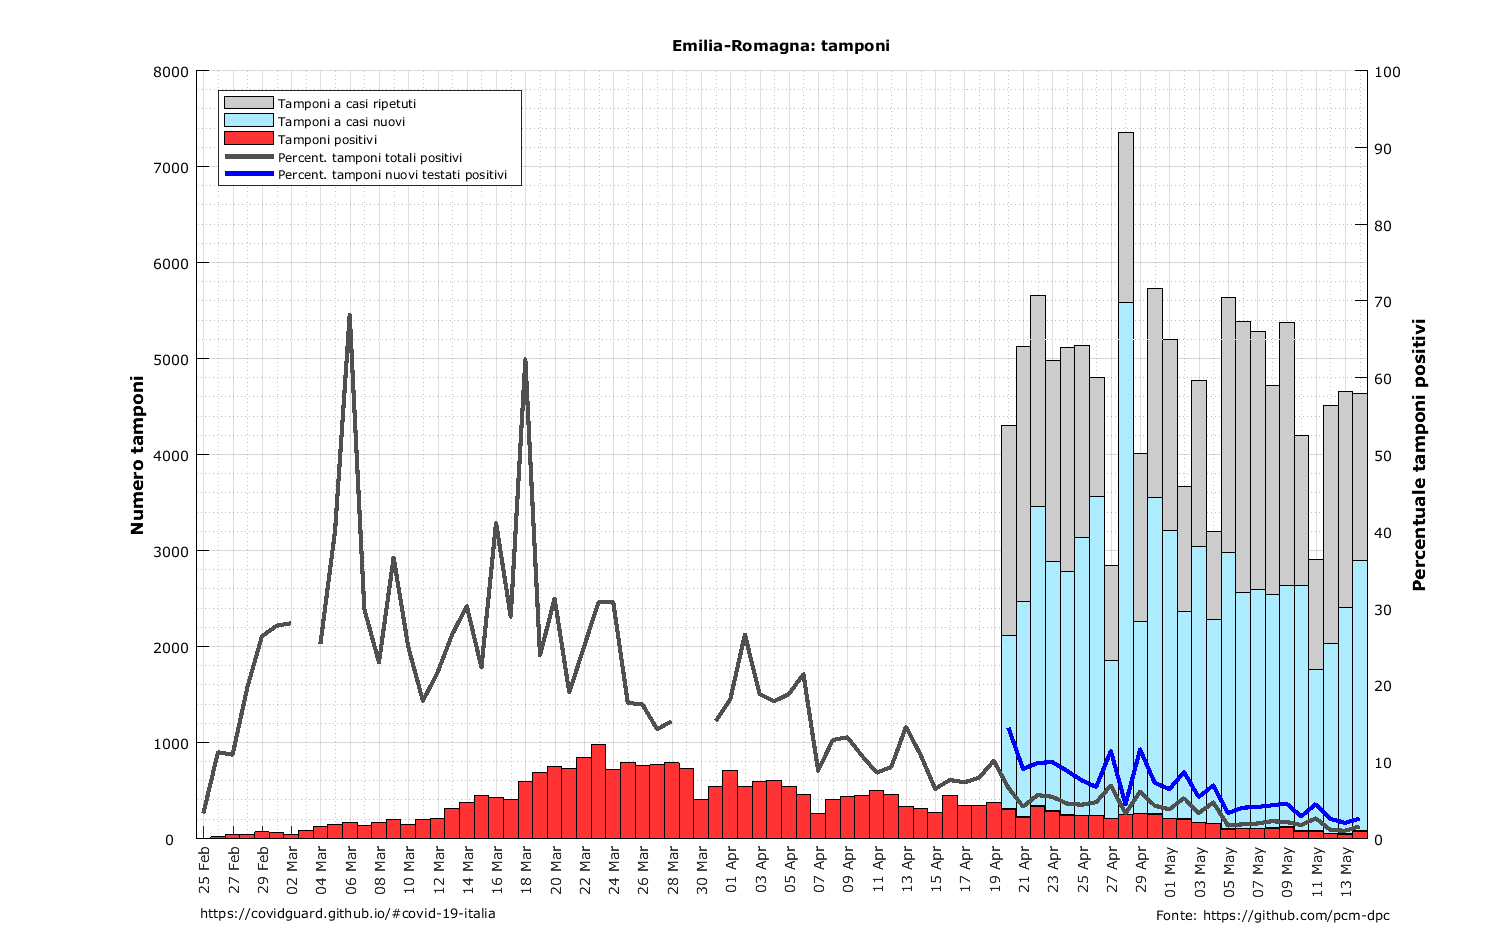 Emilia-Romagna: tamponi
8000
7000
6000
5000
4000
3000
2000
1000
0
Numero tamponi
Tamponi a casi ripetuti
Tamponi a casi nuovi
Tamponi positivi
Percent. tamponi totali positivi
Percent. tamponi nuovi testati positivi
100
90
80
70
60
50
40
30
20
10
0
Percentuale tamponi positivi
25 Feb
27 Feb
29 Feb
02 Mar
04 Mar
06 Mar
08 Mar
10 Mar
12 Mar
14 Mar
16 Mar
18 Mar
20 Mar
22 Mar
24 Mar
26 Mar
28 Mar
30 Mar
01 Apr
03 Apr
05 Apr
07 Apr
09 Apr
11 Apr
13 Apr
15 Apr
17 Apr
19 Apr
21 Apr
23 Apr
25 Apr
27 Apr
29 Apr
01 May
03 May
05 May
07 May
09 May
11 May
13 May
https://covidguard.github.io/#covid-19-italia
Fonte: https://github.com/pcm-dpc